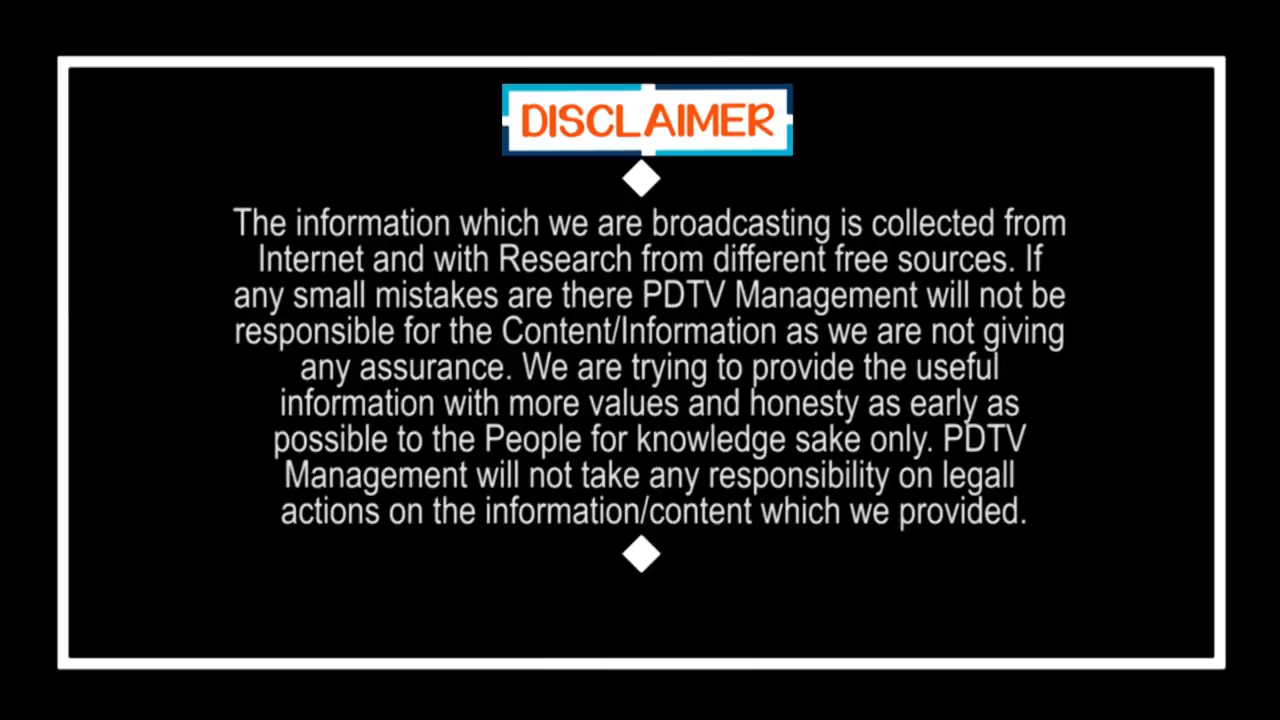 DISCLAIMER
The information which we are broadcasting is collected from
Internet and with Research from different free sources. If
any small mistakes are there PDTV Management will not be
responsible for the Content/Information as we are not giving
any assurance. We are trying to provide the useful
information with more values and honesty as early as
possible to the People for knowledge sake only. PDTV
Management will not take any responsibility on legall
actions on the information/content which we provided.